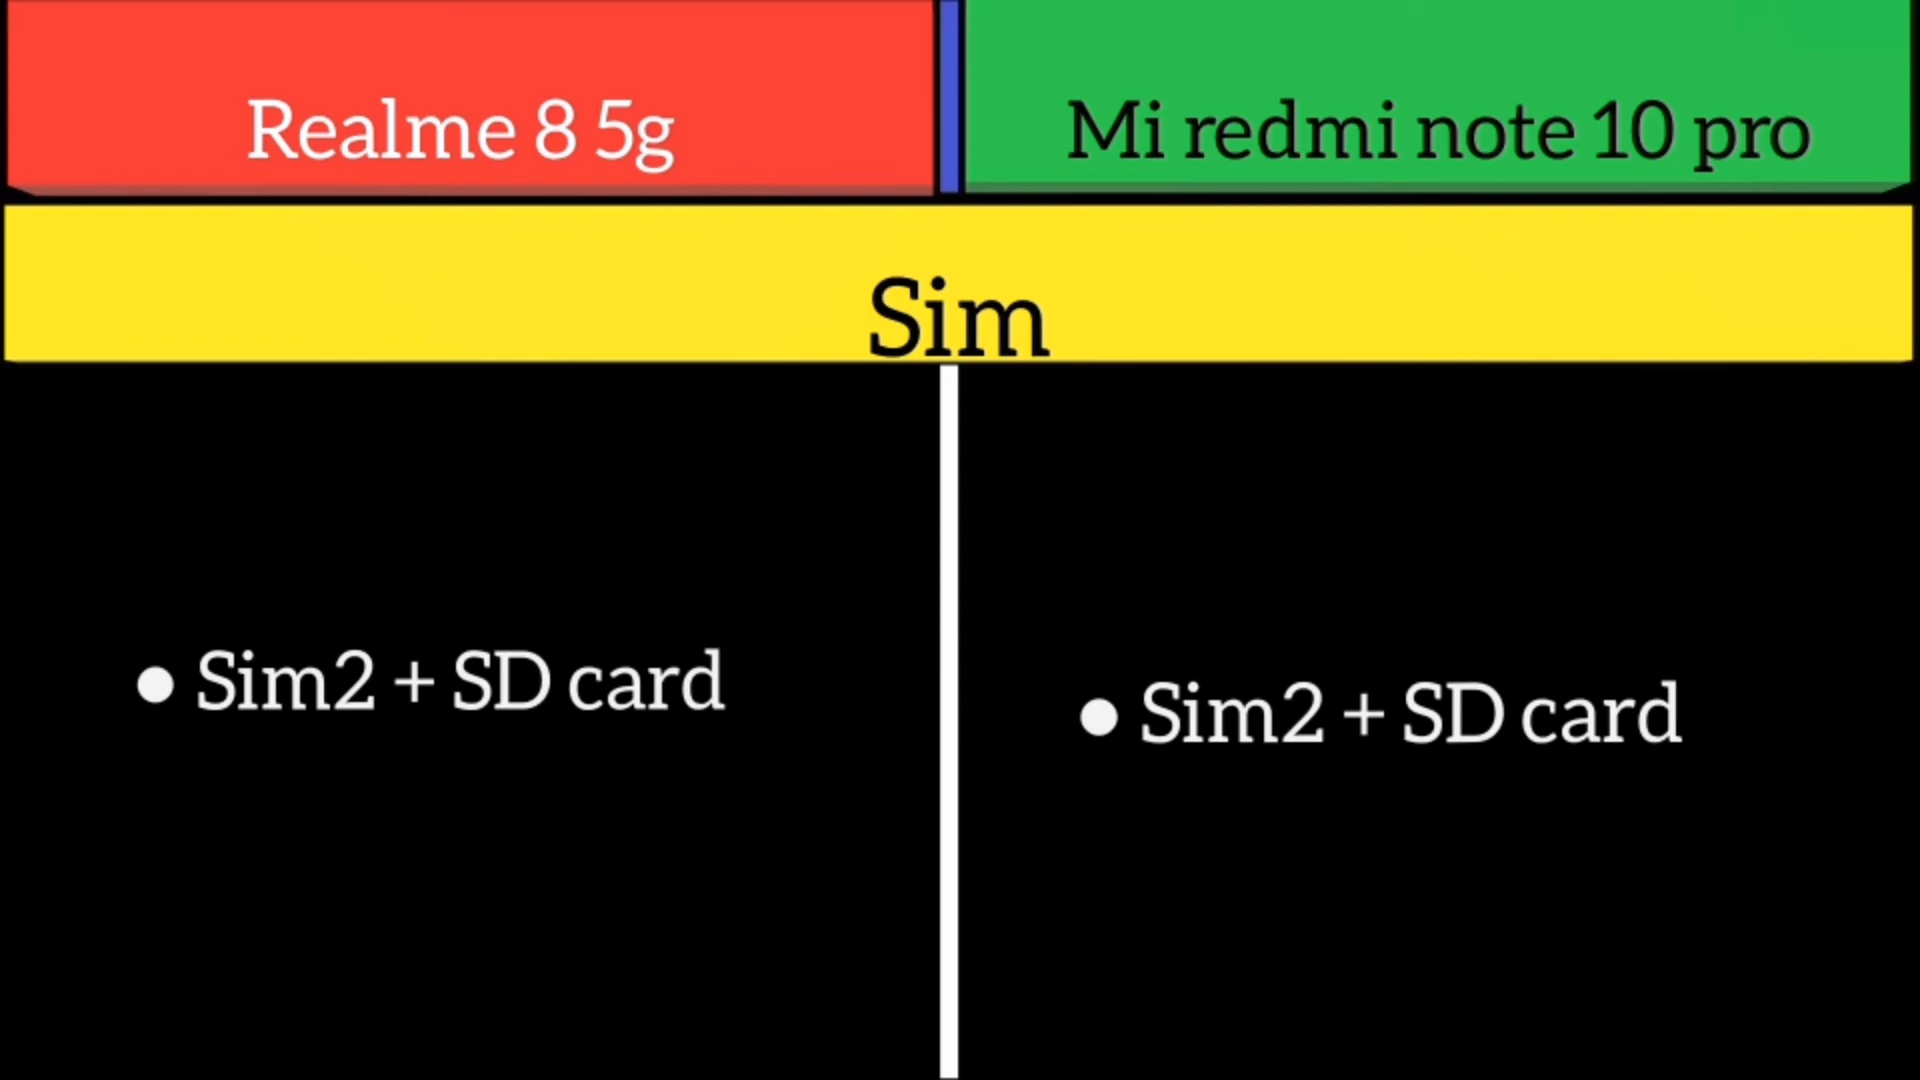 Realme 8 5g
Mi redmi note 10 pro
Sim
● Sim2 + SD card
● Sim2 + SD card